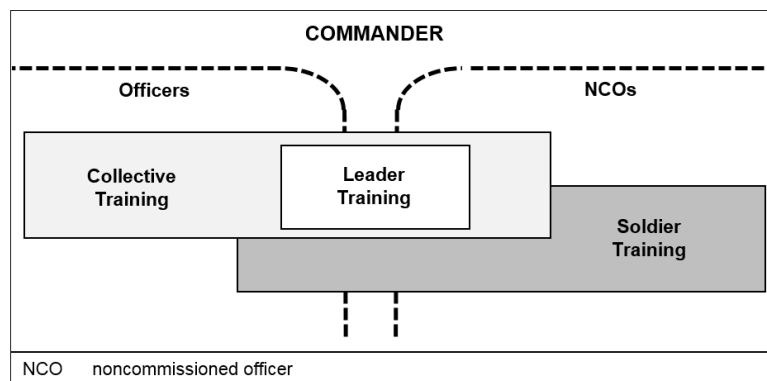 COMMANDER
Officers
NCOs
Collective
Training
Leader
Training
Soldier
Training
NCO noncommissioned officer